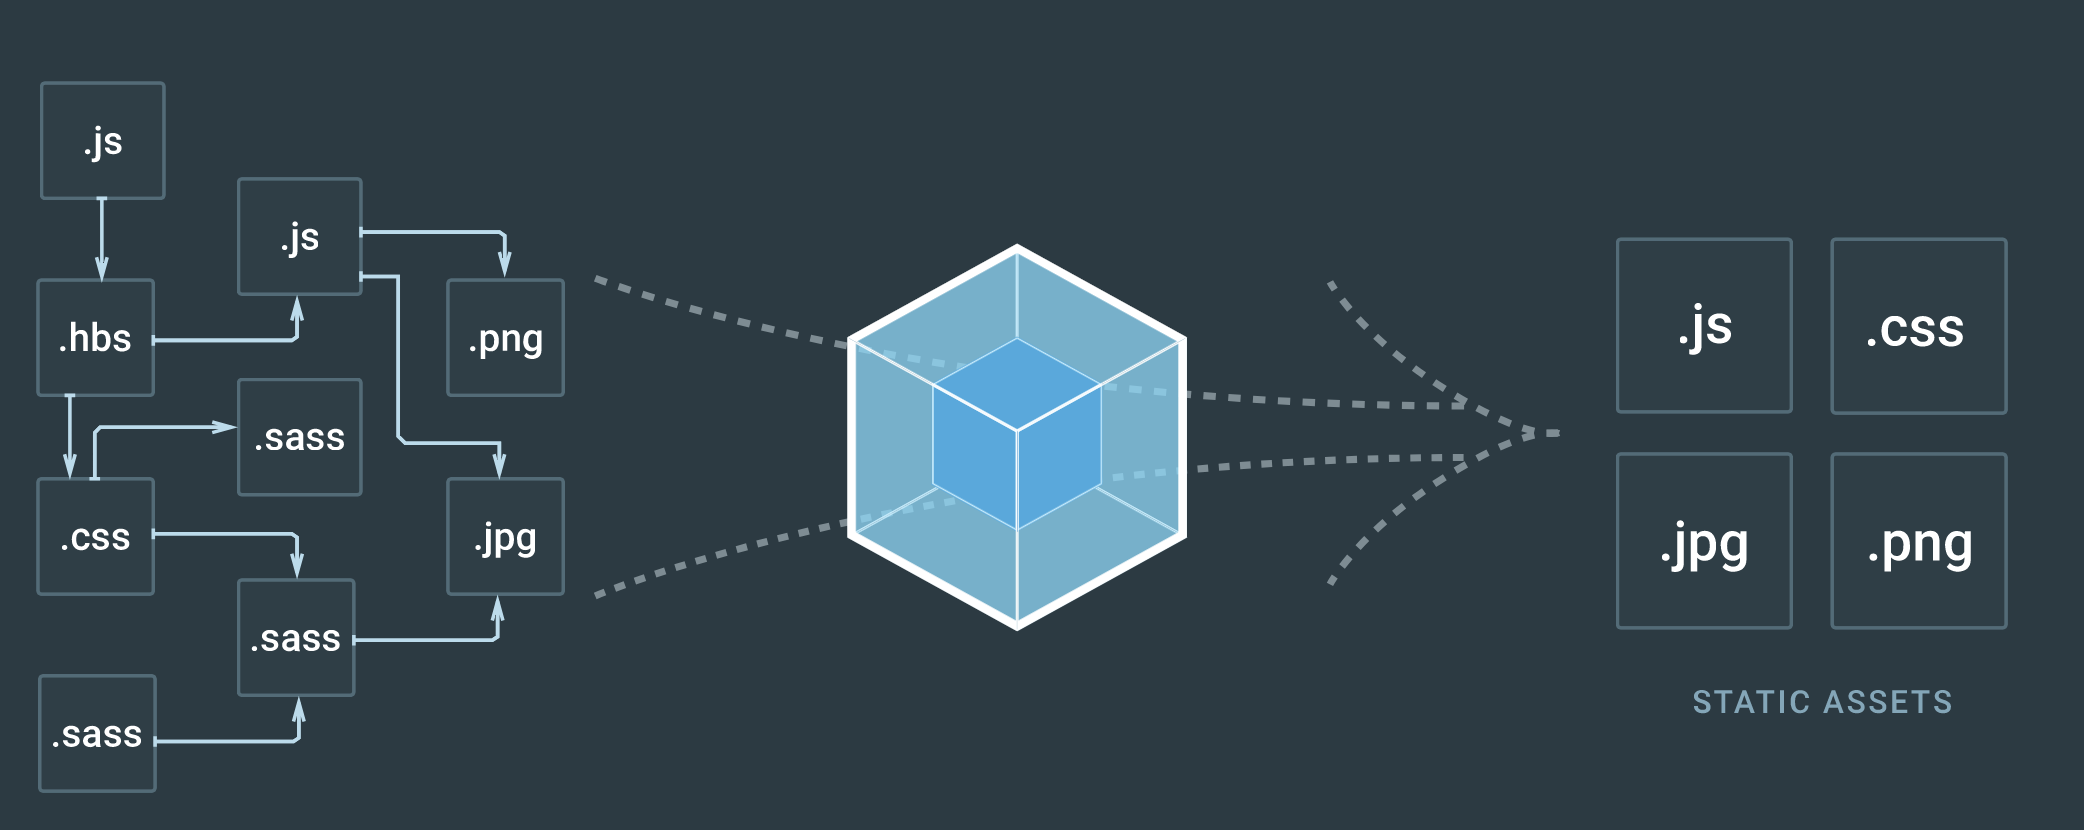 .js
.js
.hbs
.png
.sass
.css
.jpg
.sass
.sass
.js
.css
.jpg
.png
STATIC ASSETS